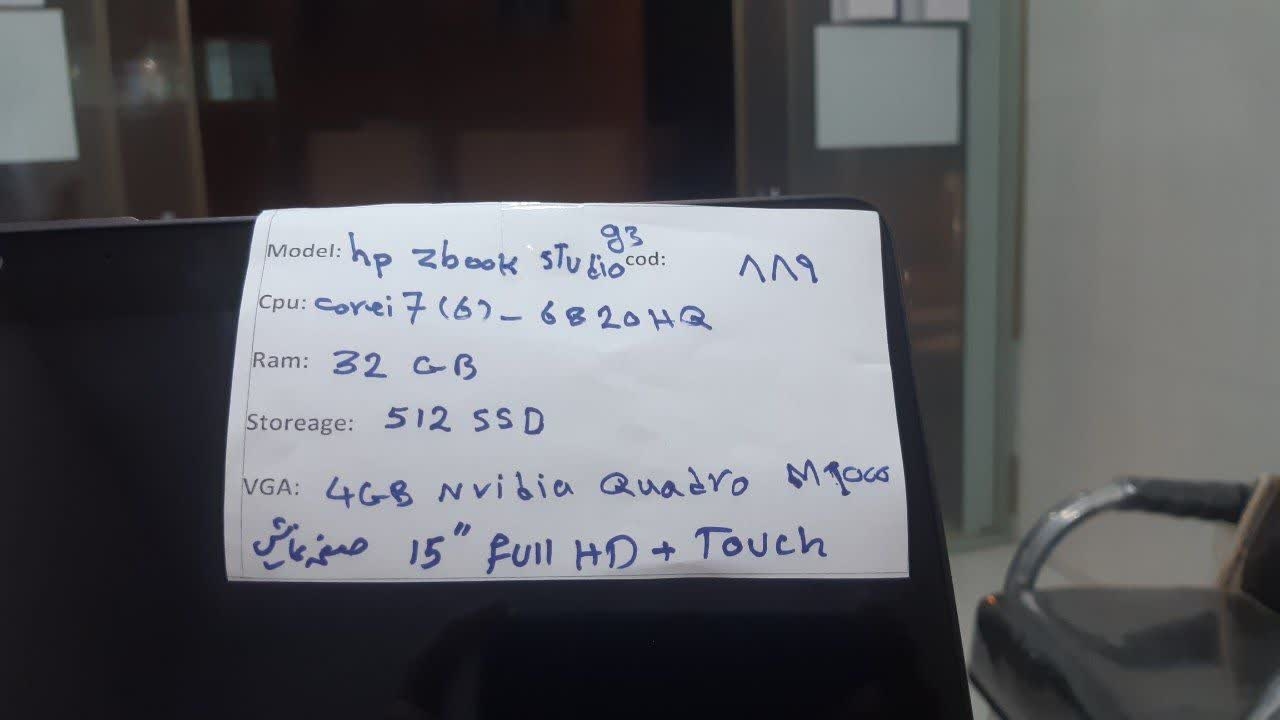 Model: hp zbook studio g3 cod: ۸۸۹
Cpu: corei7(6)- 6820HQ
Ram: 32 GB
Storeage: 512 SSD
VGA: 4GB Nvidia Quadro M1000
صفحه نمایش 15" full HD + Touch